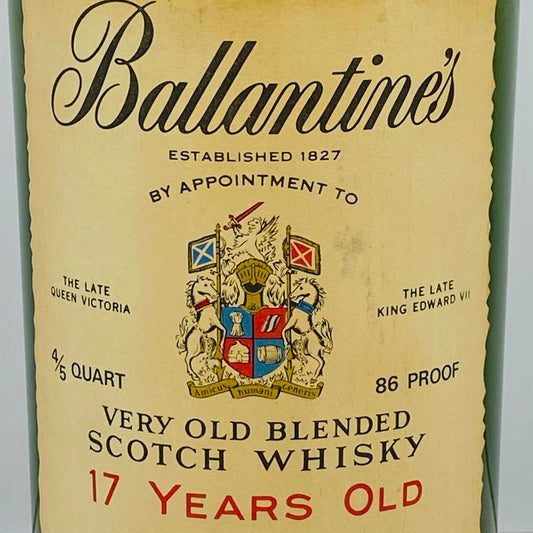 Ballantine's
ESTABLISHED 1827
BY APPOINTMENT TO
THE LATE
QUEEN VICTORIA
THE LATE
KING EDWARD VII
4/5 QUART
86 PROOF
Amicus humani generis
VERY OLD BLENDED
SCOTCH WHISKY
17 YEARS OLD